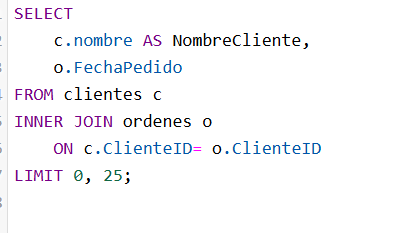 SELECT
c.nombre AS NombreCliente,
o.FechaPedido
FROM clientes c
INNER JOIN ordenes o
ON c.ClienteID= o.ClienteID
LIMIT 0, 25;